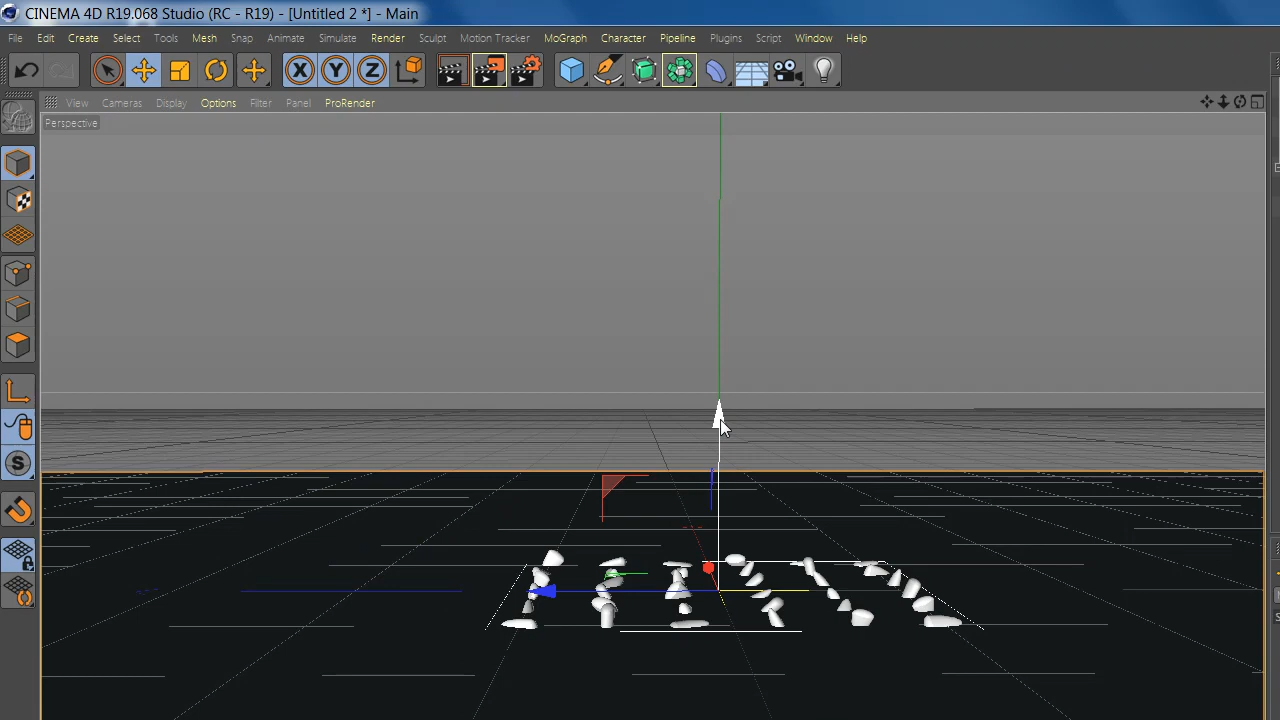 CINEMA 4D R19.068 Studio (RC - R19) - [Untitled 2 *] - Main
File Edit Create Select Tools Mesh Snap Animate Simulate Render Sculpt Motion Tracker MoGraph Character Pipeline Plugins Script Window Help
X Y Z
View Cameras Display Options Filter Panel ProRender
Perspective
S